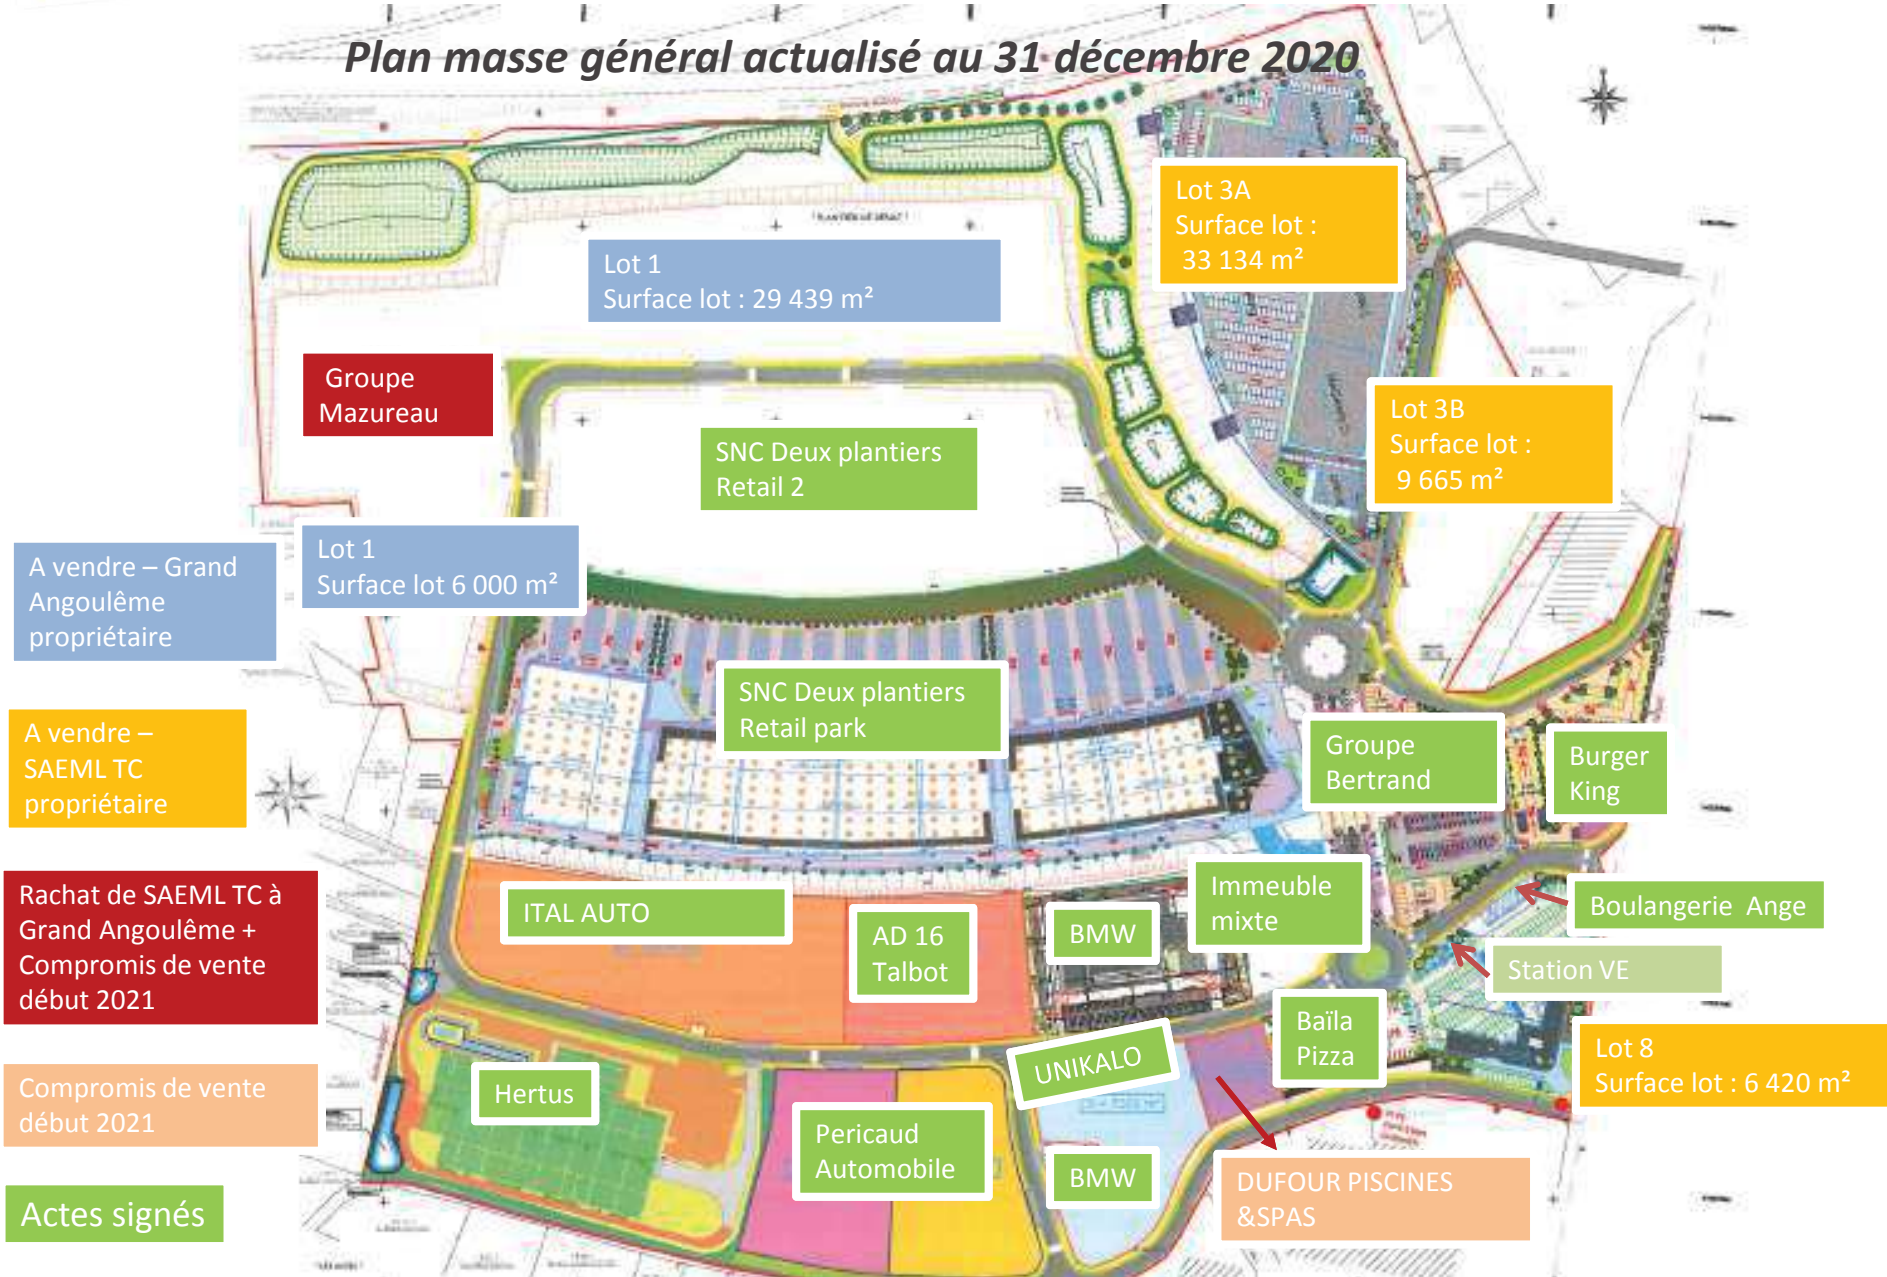 Plan masse général actualisé au 31 décembre 2020
Lot 3A
Surface lot :
33 134 m²
Lot 1
Surface lot : 29 439 m²
Groupe
Mazureau
Lot 3B
Surface lot :
9 665 m²
SNC Deux plantiers
Retail 2
Lot 1
Surface lot 6 000 m²
A vendre – Grand
Angoulême
propriétaire
SNC Deux plantiers
Retail park
A vendre –
SAEML TC
propriétaire
Groupe
Bertrand
Burger
King
Rachat de SAEML TC à
Grand Angoulême +
Compromis de vente
début 2021
ITAL AUTO
AD 16
Talbot
BMW
Immeuble
mixte
Boulangerie Ange
Station VE
Baïla
Pizza
UNIKALO
Lot 8
Surface lot : 6 420 m²
Compromis de vente
début 2021
Hertus
Pericaud
Automobile
BMW
DUFOUR PISCINES
&SPAS
Actes signés